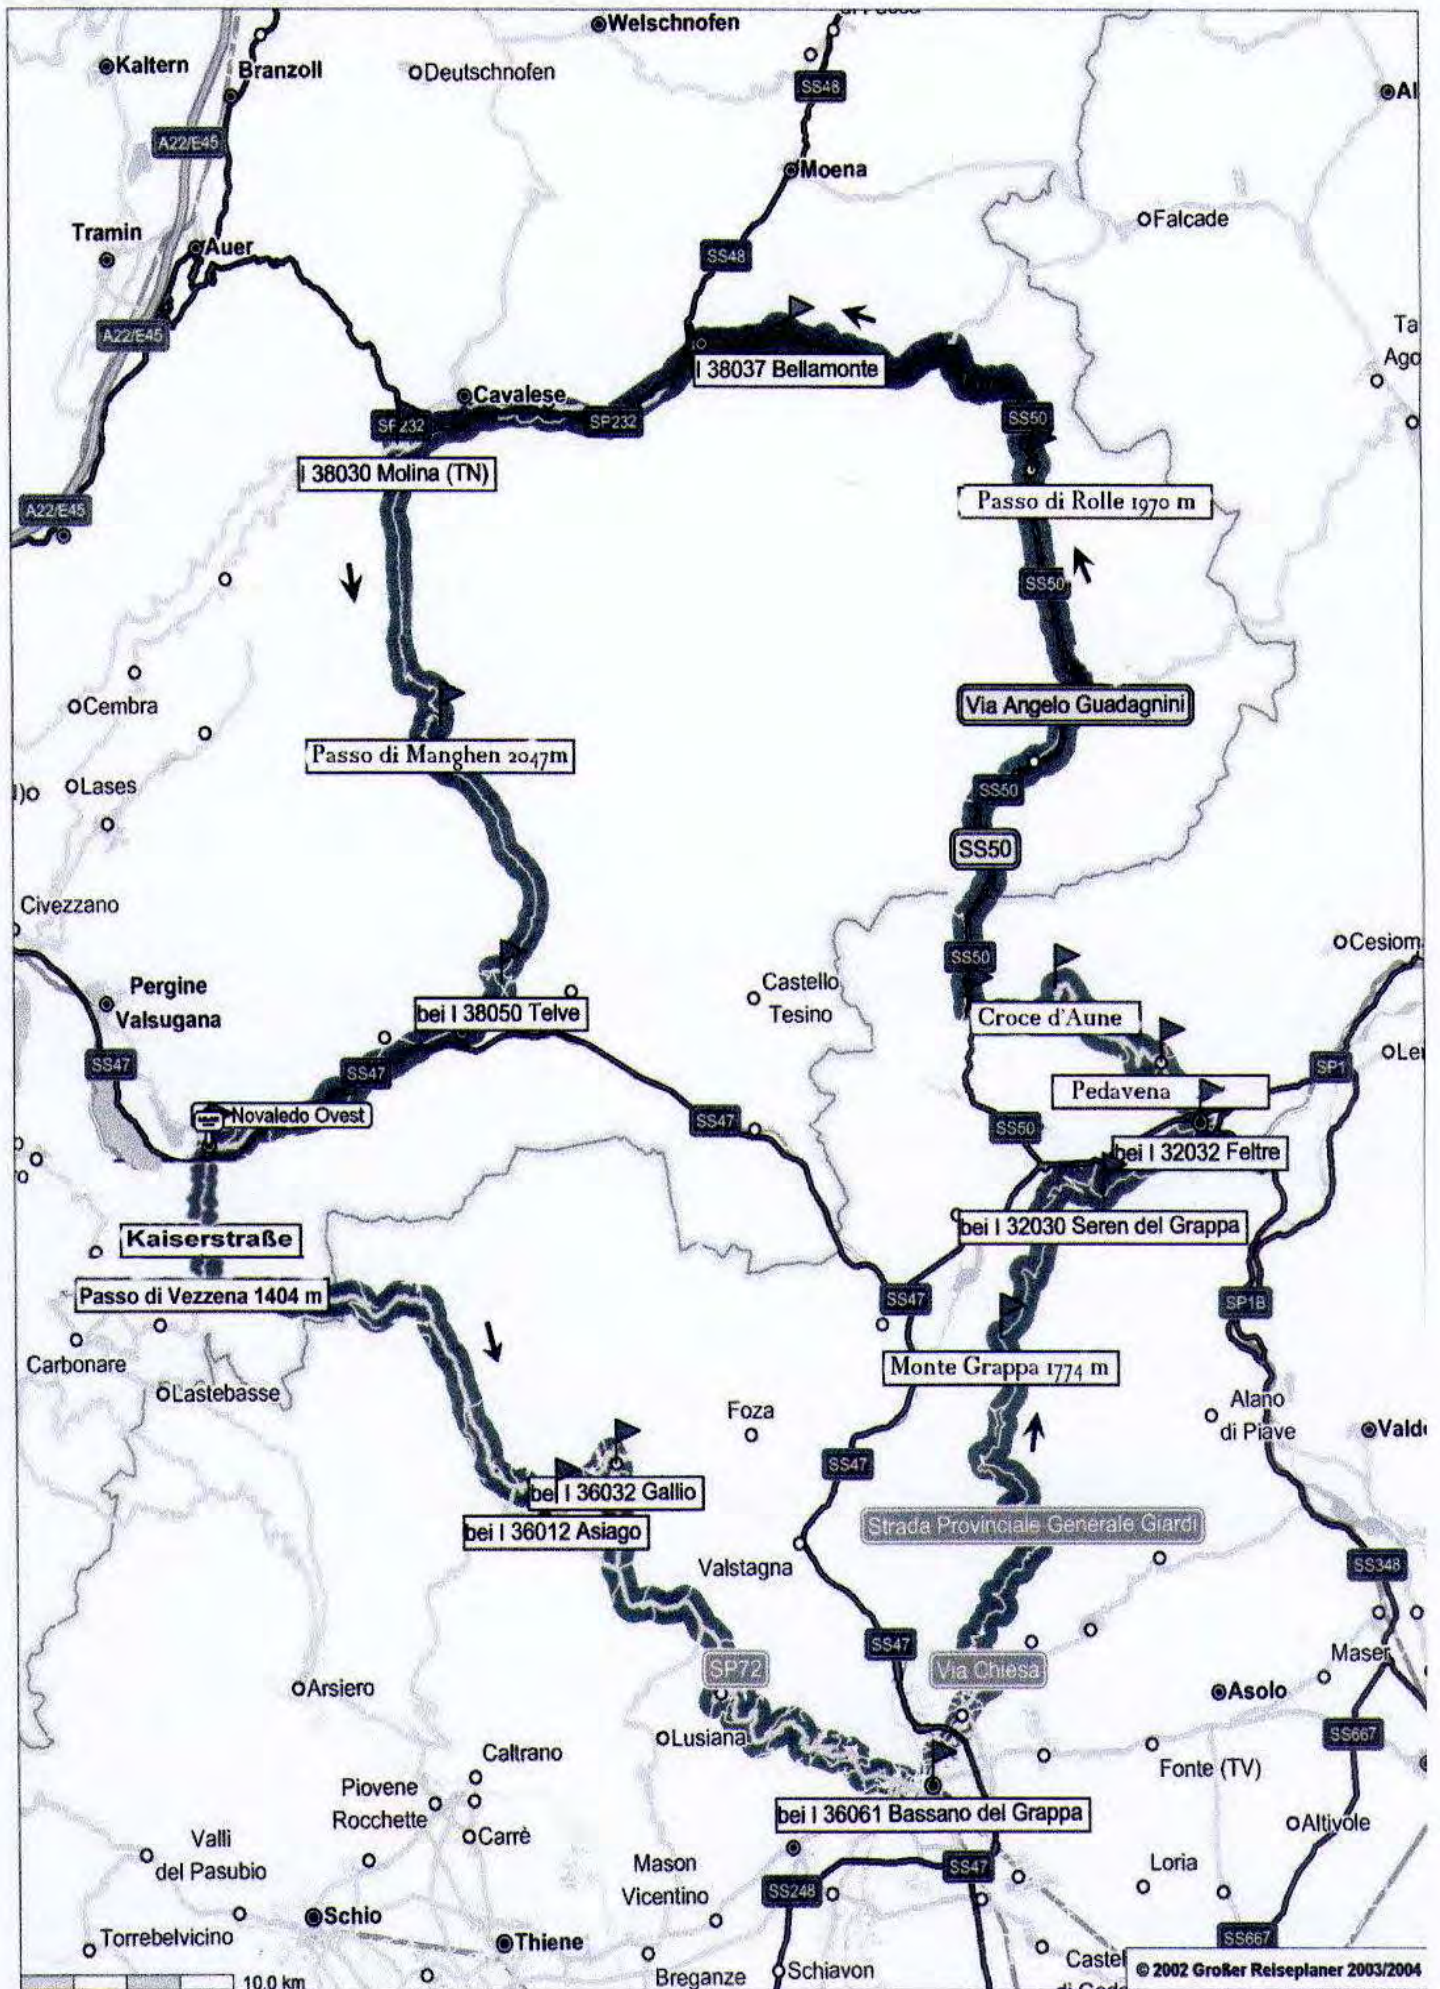 Welschnofen
Kaltern
Branzoll
Deutschnofen
SS48
Al
A22/E45
Moena
Falcade
Tramin
Auer
SS48
A22/E45
Ta
Ago
I 38037 Bellamonte
Cavalese
SP232
SP232
SS50
I 38030 Molina (TN)
Passo di Rolle 1970 m
A22/E45
SS50
Cembra
Via Angelo Guadagnini
Passo di Manghen 2047m
Lases
SS50
SS50
Civezzano
Cesiom
SS50
Pergine
Valsugana
Castello
Tesino
bei I 38050 Telve
Croce d'Aune
Len
SS47
SS47
SP1
Pedavena
Novaledo Ovest
SS47
SS50
bei I 32032 Feltre
Kaiserstraße
bei I 32030 Seren del Grappa
Passo di Vezzena 1404 m
SS47
SP1B
Carbonare
Monte Grappa 1774 m
Lastebasse
Foza
Alano
di Piave
Valdo
SS47
bei I 36032 Gallio
bei I 36012 Asiago
Strada Provinciale Generale Giardi
Valstagna
SS348
SS47
Maser
SP72
Via Chiesa
Arsiero
Asolo
Lusiana
SS667
Caltrano
Fonte (TV)
Piovene
Rocchette
bei I 36061 Bassano del Grappa
Altivole
Carrè
Valli
del Pasubio
Mason
Vicentino
SS47
Loria
SS248
Schio
SS667
Torrebelvicino
Thiene
Castel
Breganze
Schiavon
© 2002 Großer Reiseplaner 2003/2004
10.0 km